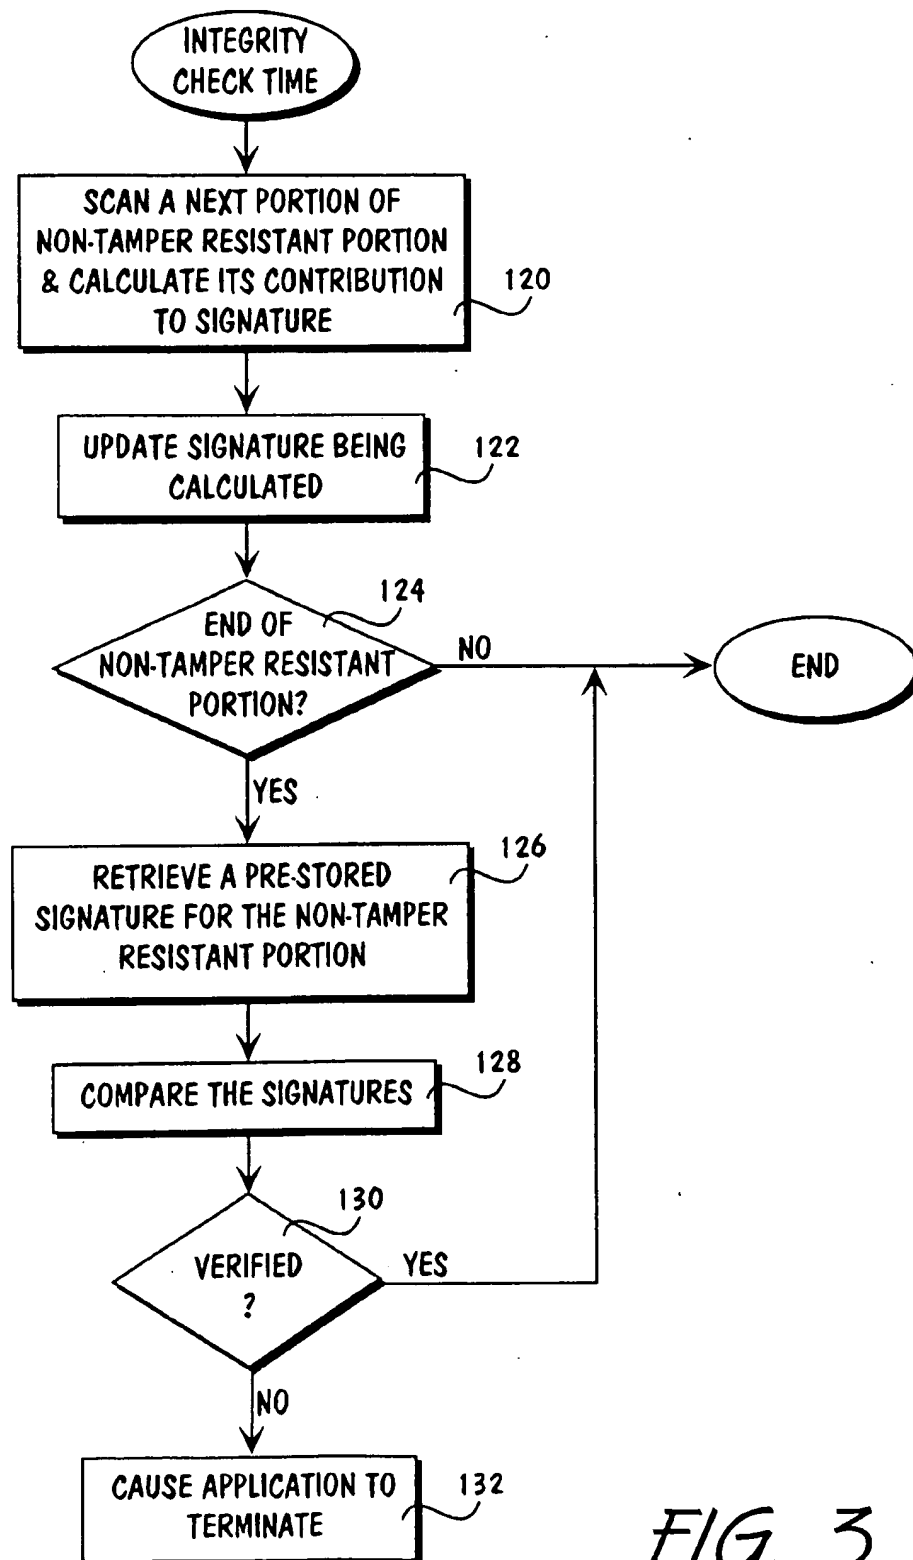 INTEGRITY
CHECK TIME
SCAN A NEXT PORTION OF
NON-TAMPER RESISTANT PORTION
& CALCULATE ITS CONTRIBUTION
TO SIGNATURE
120
UPDATE SIGNATURE BEING
CALCULATED
122
124
END OF
NON-TAMPER RESISTANT
PORTION?
NO
END
YES
126
RETRIEVE A PRE-STORED
SIGNATURE FOR THE NON-TAMPER
RESISTANT PORTION
128
COMPARE THE SIGNATURES
130
VERIFIED
?
YES
NO
CAUSE APPLICATION TO
TERMINATE
132
FIG. 3